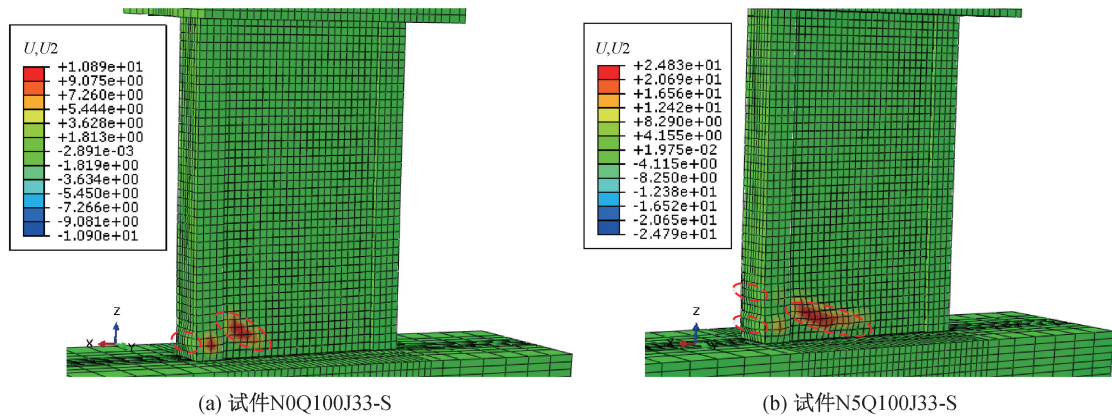 U,U2
+1.089e+01
+9.075e+00
+7.260e+00
+5.444e+00
+3.628e+00
+1.813e+00
-2.891e-03
-1.819e+00
-3.634e+00
-5.450e+00
-7.266e+00
-9.081e+00
-1.090e+01
Z
X
Y
(a) 试件N0Q100J33-S
U,U2
+2.483e+01
+2.069e+01
+1.656e+01
+1.242e+01
+8.290e+00
+4.155e+00
+1.975e-02
-4.115e+00
-8.250e+00
-1.238e+01
-1.652e+01
-2.065e+01
-2.479e+01
Z
X
Y
(b) 试件N5Q100J33-S